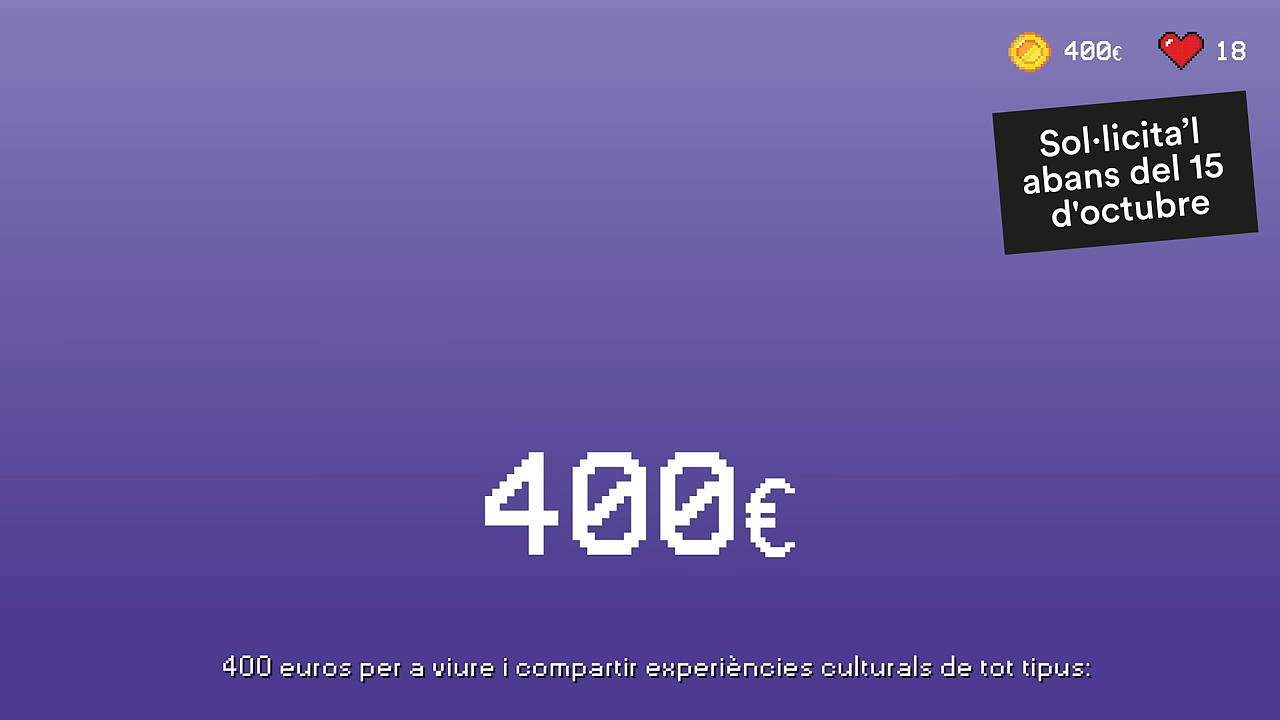 400€ 18
Sol·licita’l
abans del 15
d'octubre
400€
400 euros per a viure i compartir experiències culturals de tot tipus: